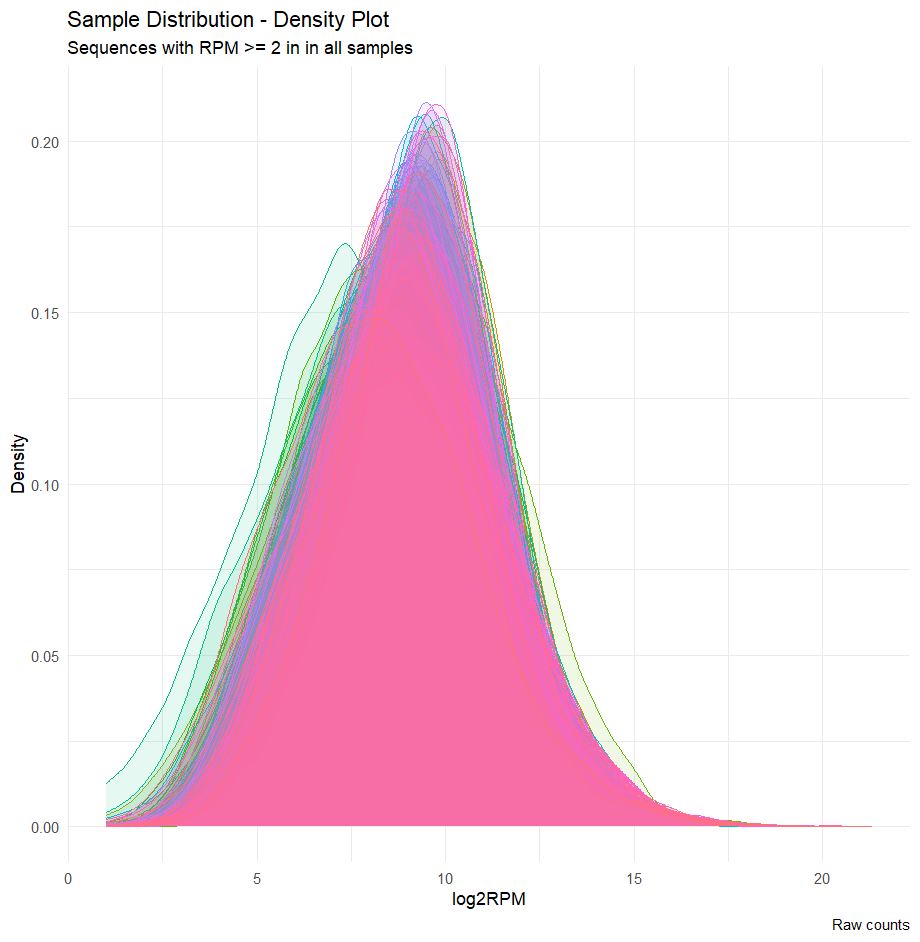 Sample Distribution - Density Plot
Sequences with RPM >= 2 in in all samples
Density
0.20
0.15
0.10
0.05
0.00
0 5 10 15 20
log2RPM
Raw counts